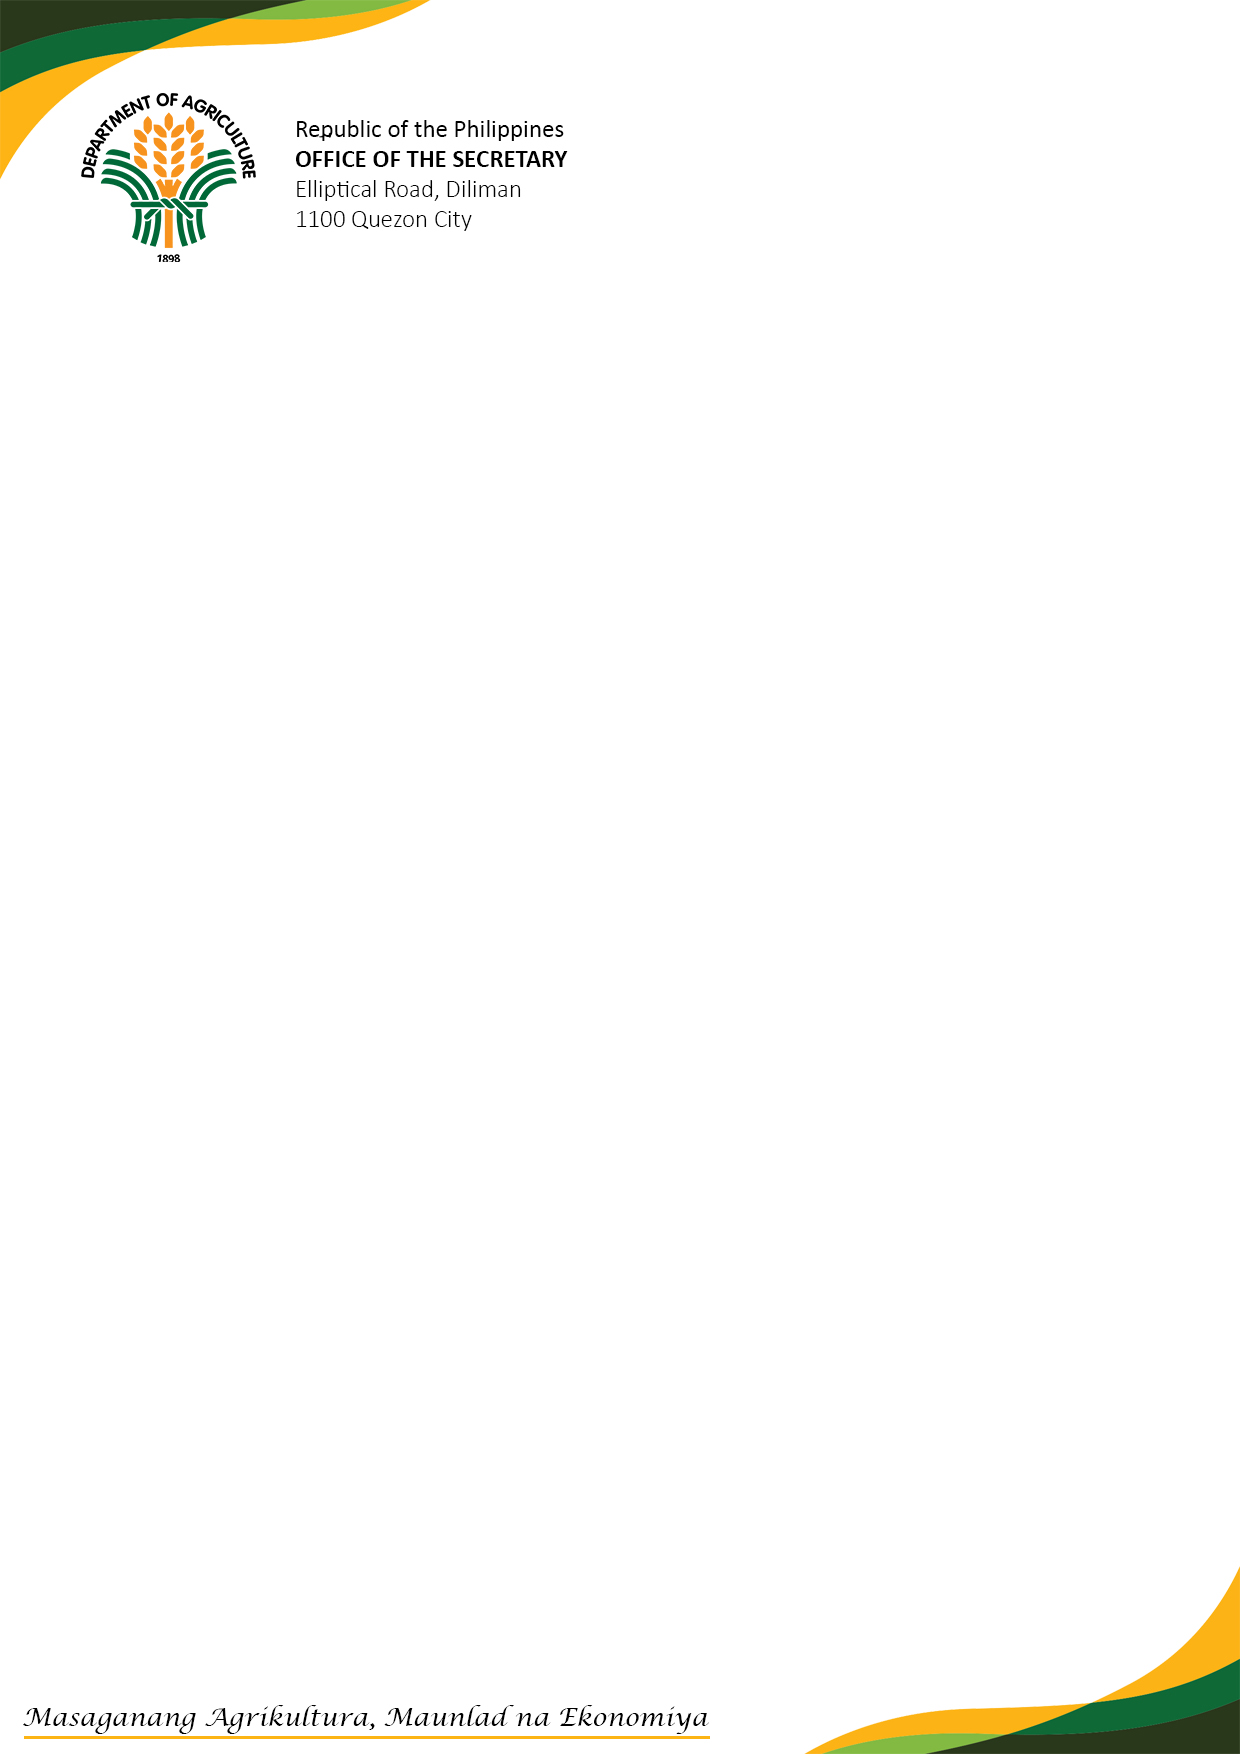 DEPARTMENT OF AGRICULTURE
1898
Republic of the Philippines
OFFICE OF THE SECRETARY
Elliptical Road, Diliman
1100 Quezon City
Masaganang Agrikultura, Maunlad na Ekonomiya